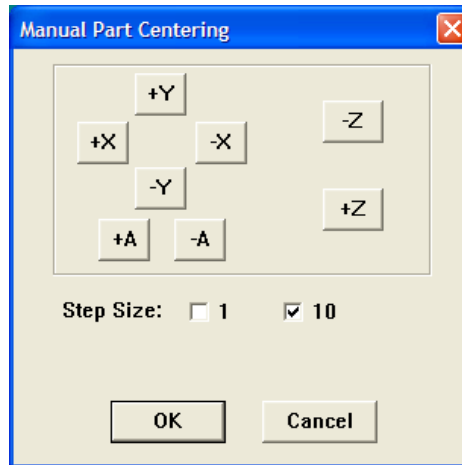 Manual Part Centering
+Y
-Z
+X -X
-Y
+Z
+A -A
Step Size: 1 10
OK Cancel